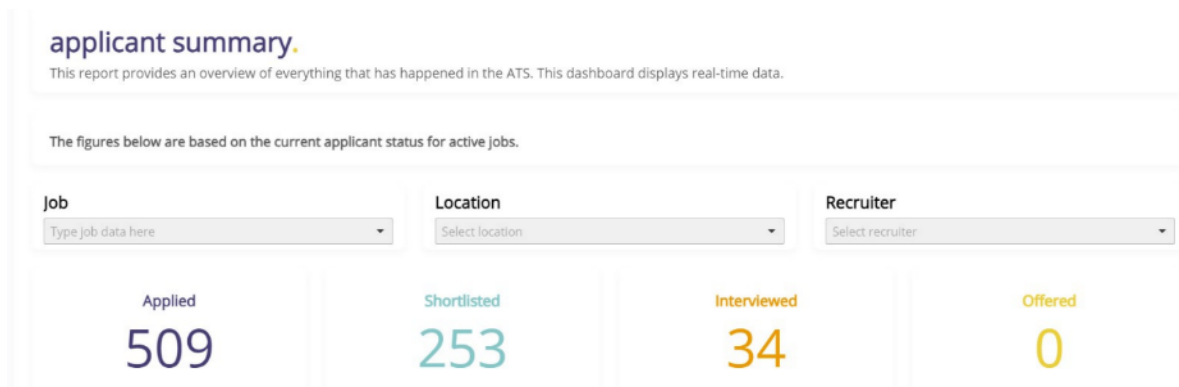 applicant summary.
This report provides an overview of everything that has happened in the ATS. This dashboard displays real-time data.
The figures below are based on the current applicant status for active jobs.
Job Location Recruiter
Type job data here Select location Select recruiter
Applied Shortlisted Interviewed Offered
509 253 34 0